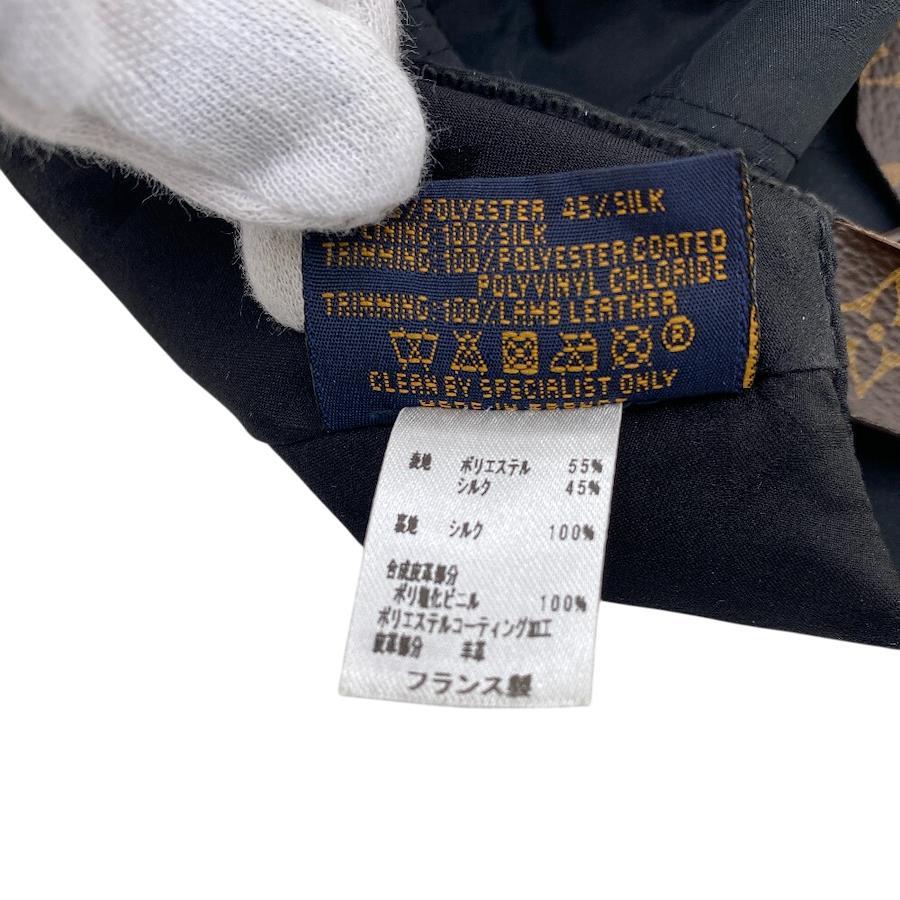 % POLYESTER 45% SILK
100% SILK
TRIMMING: 100% POLYESTER COATED
POLYVINYL CHLORIDE
TRIMMING: 100% LAMB LEATHER
®
CLEAN BY SPECIALIST ONLY
MADE IN FRANCE
表地 ポリエステル 55%
シルク 45%
裏地 シルク 100%
合成皮革部分
ポリ塩化ビニル 100%
ポリエステルコーティング加工
皮革部分 羊革
フランス製